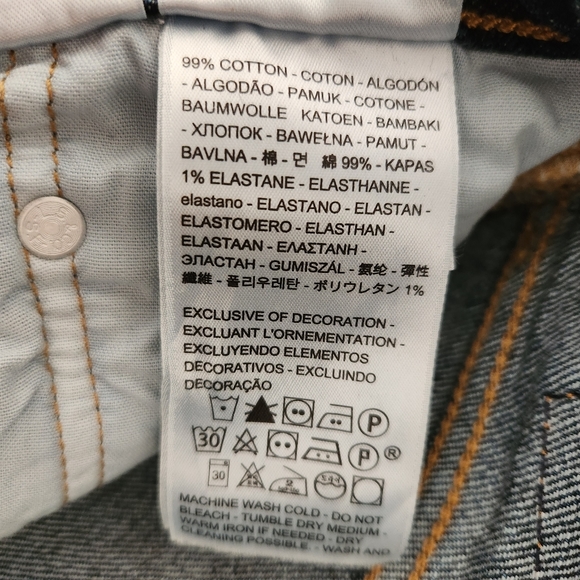 99% COTTON - COTON - ALGODÓN
- ALGODÃO - PAMUK - COTONE -
BAUMWOLLE KATOEN - BAMBAKI
- ХЛОПОК - BAWEŁNA - PAMUT -
BAVLNA - 棉 - 면 綿 99% - KAPAS
1% ELASTANE - ELASTHANNE -
elastano - ELASTANO - ELASTAN -
ELASTOMERO - ELASTHAN -
ELASTAAN - ΕΛΑΣΤΑΝΗ -
ЭЛАСТАН - GUMISZÁL - 氨纶 - 彈性
纖維 - 폴리우레탄 - ポリウレタン 1%
EXCLUSIVE OF DECORATION -
EXCLUANT L'ORNEMENTATION -
EXCLUYENDO ELEMENTOS
DECORATIVOS - EXCLUINDO
DECORAÇÃO
P
30 P ®
30 2
MACHINE WASH COLD - DO NOT
BLEACH - TUMBLE DRY MEDIUM -
WARM IRON IF NEEDED - DRY
CLEANING POSSIBLE. - WASH AND